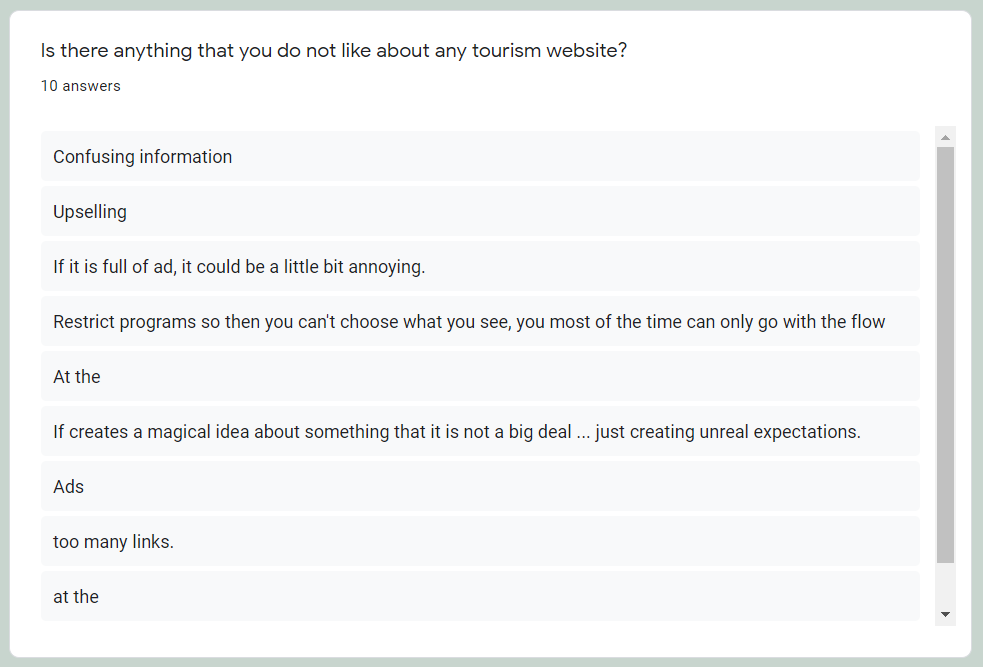 Is there anything that you do not like about any tourism website?
10 answers
Confusing information
Upselling
If it is full of ad, it could be a little bit annoying.
Restrict programs so then you can't choose what you see, you most of the time can only go with the flow
At the
If creates a magical idea about something that it is not a big deal ... just creating unreal expectations.
Ads
too many links.
at the